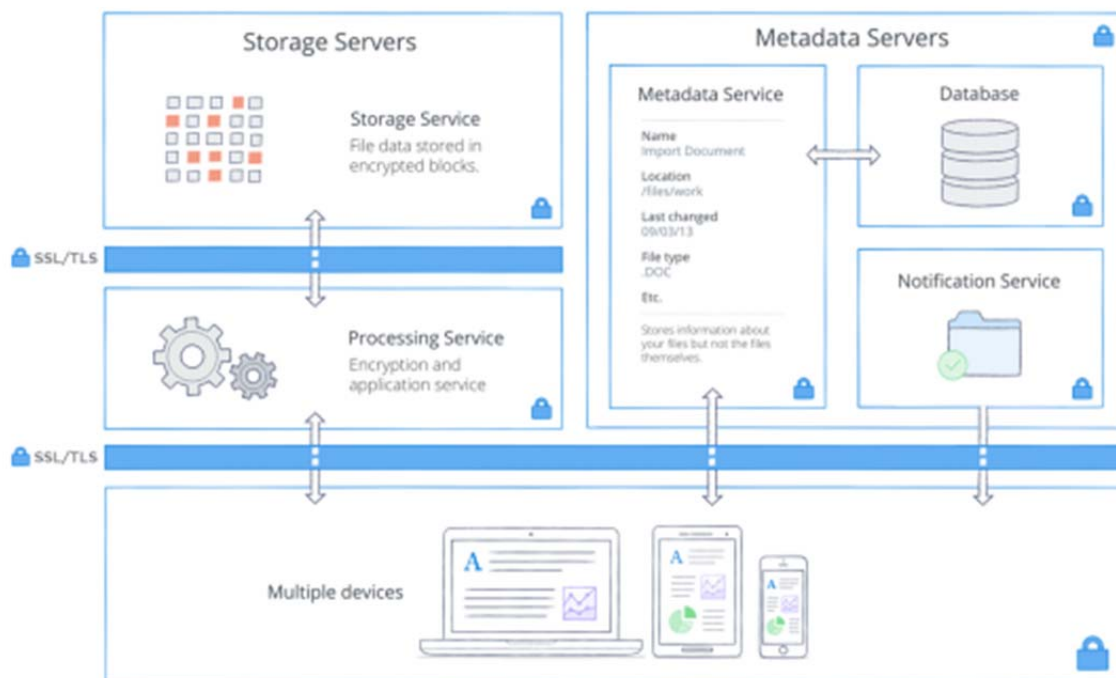 Storage Servers
Storage Service
File data stored in
encrypted blocks.
SSL/TLS
Processing Service
Encryption and
application service
SSL/TLS
Metadata Servers
Metadata Service
Name
Import Document
Location
/files/work
Last changed
09/03/13
File type
.DOC
Etc.
Stores information about
your files but not the files
themselves.
Database
Notification Service
Multiple devices
A
A
A